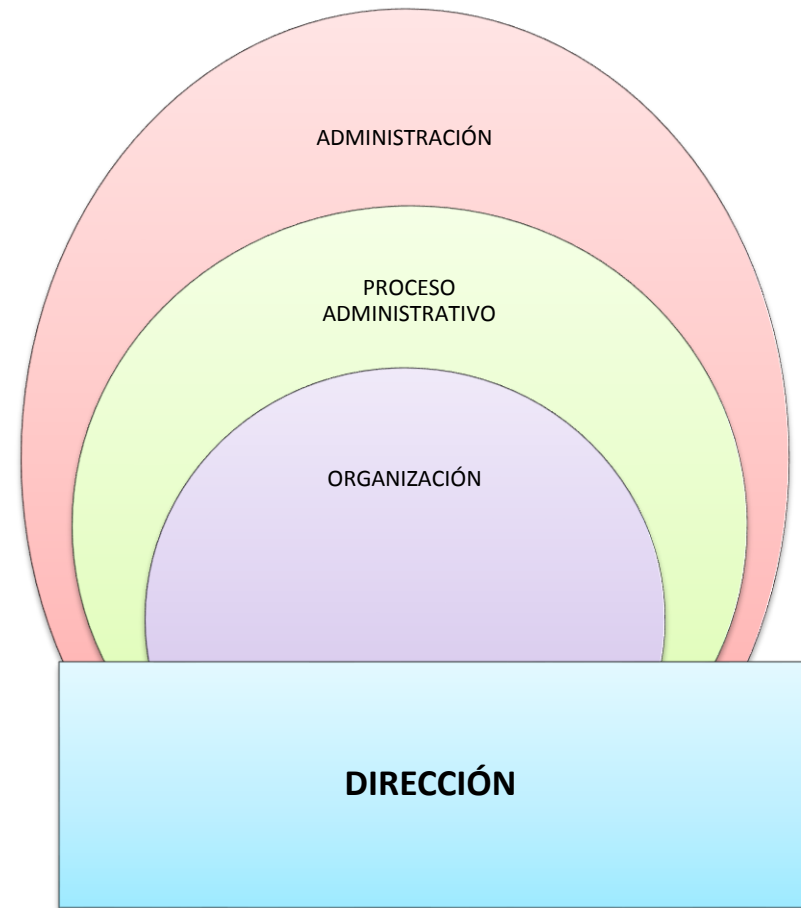 ADMINISTRACIÓN
PROCESO
ADMINISTRATIVO
ORGANIZACIÓN
DIRECCIÓN